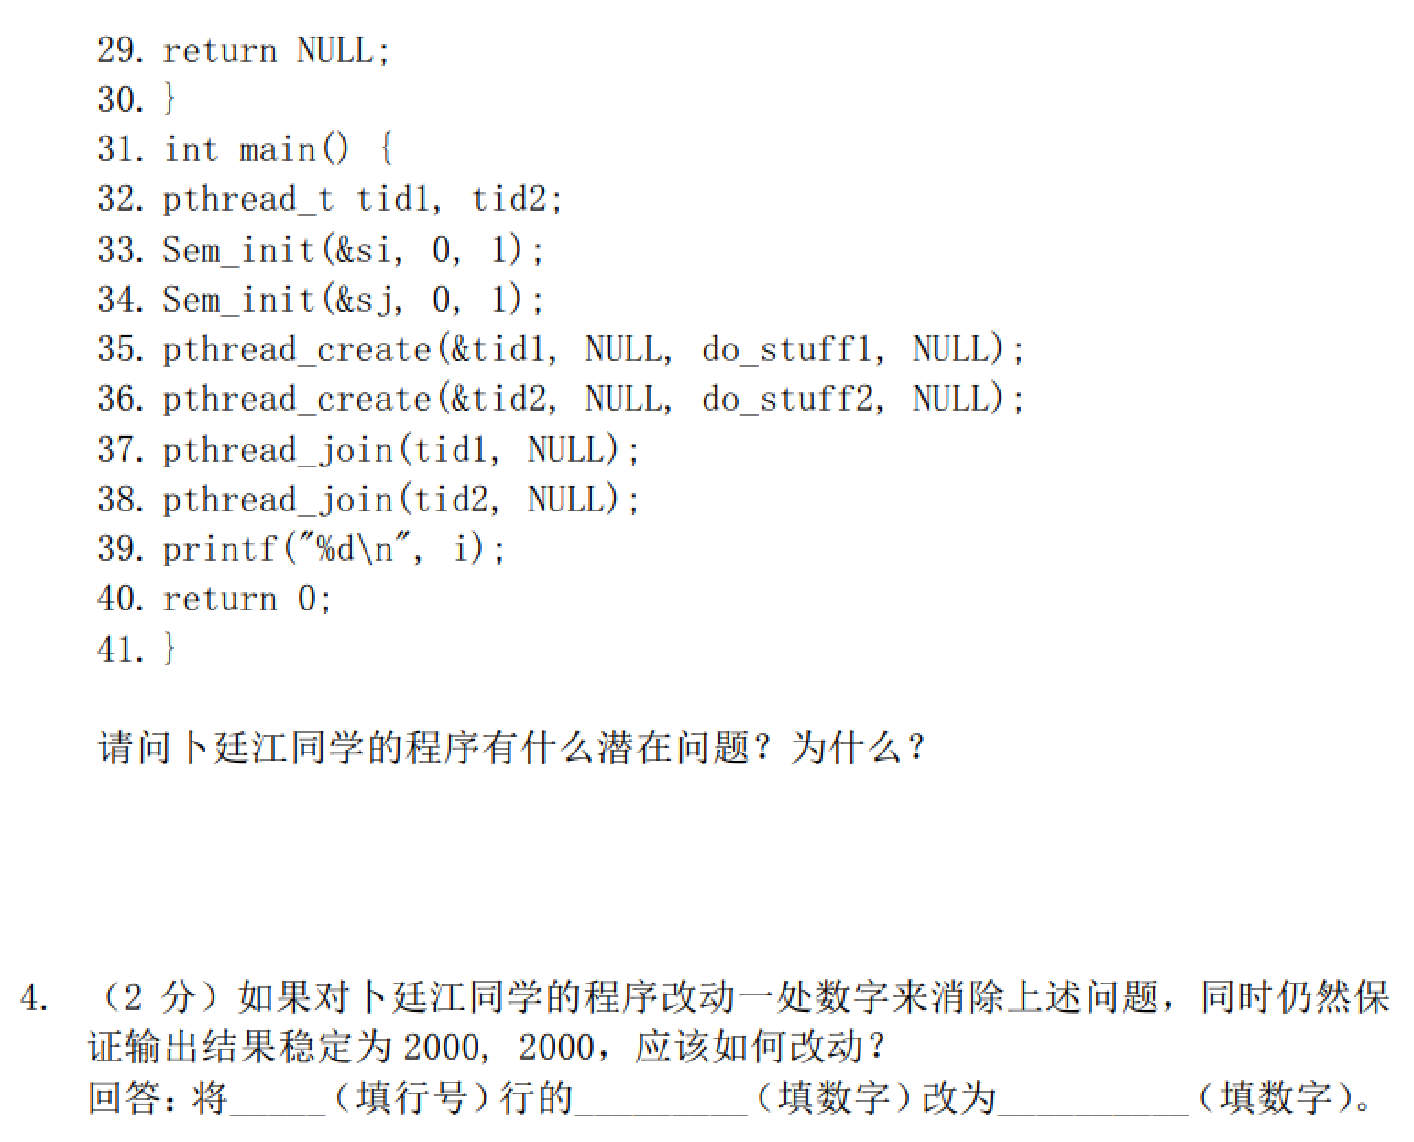 29. return NULL;
30. }
31. int main() {
32. pthread_t tid1, tid2;
33. Sem_init(&si, 0, 1);
34. Sem_init(&sj, 0, 1);
35. pthread_create(&tid1, NULL, do_stuff1, NULL);
36. pthread_create(&tid2, NULL, do_stuff2, NULL);
37. pthread_join(tid1, NULL);
38. pthread_join(tid2, NULL);
39. printf("%d\n", i);
40. return 0;
41. }
请问卜廷江同学的程序有什么潜在问题？为什么？
4. （2 分）如果对卜廷江同学的程序改动一处数字来消除上述问题，同时仍然保
证输出结果稳定为 2000, 2000，应该如何改动？
回答：将_____（填行号）行的_________（填数字）改为__________（填数字）。